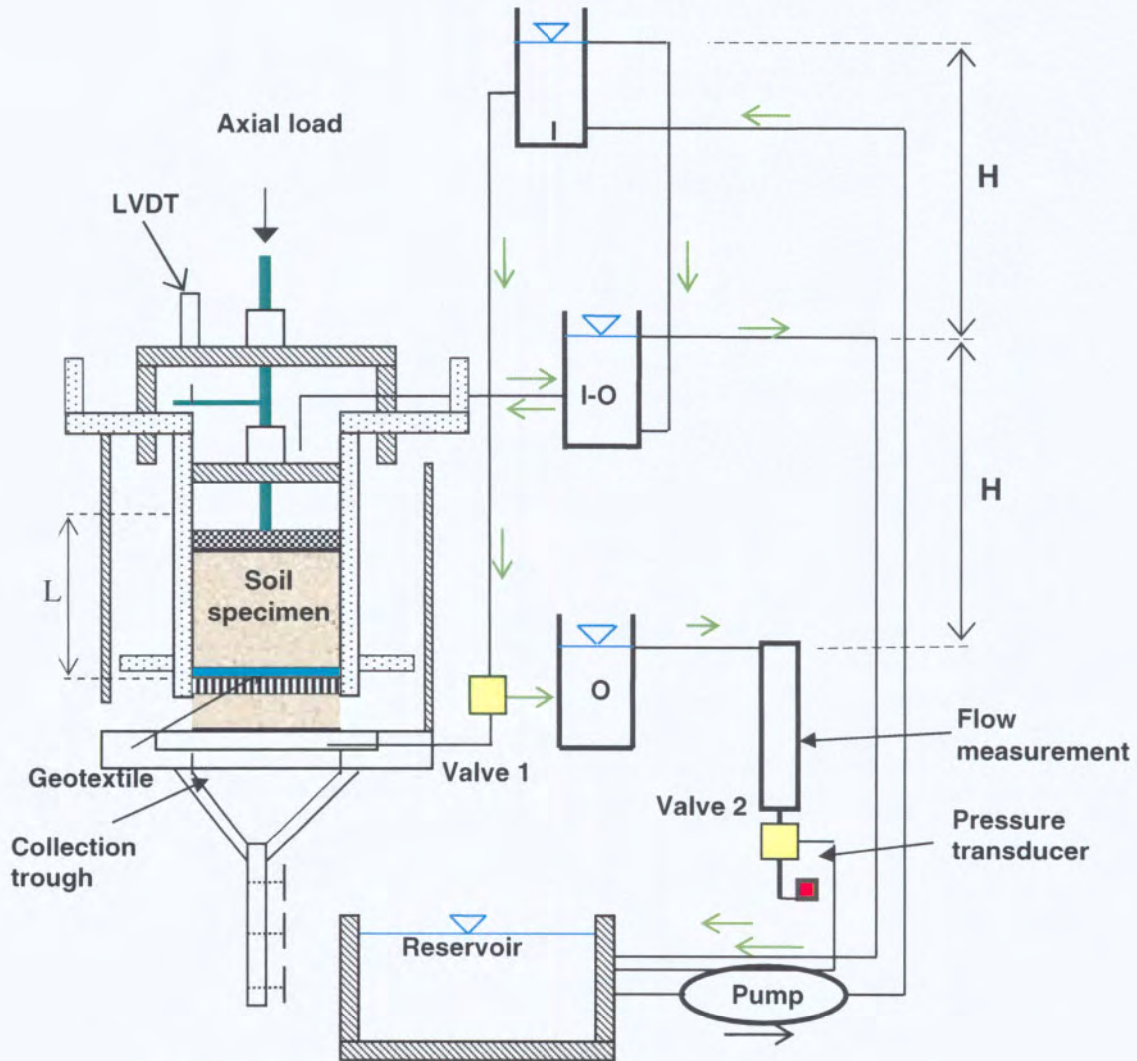 I
Axial load
H
LVDT
I-O
H
L
Soil
specimen
O
Flow
measurement
Geotextile
Valve 1
Valve 2
Pressure
transducer
Collection
trough
Reservoir
Pump